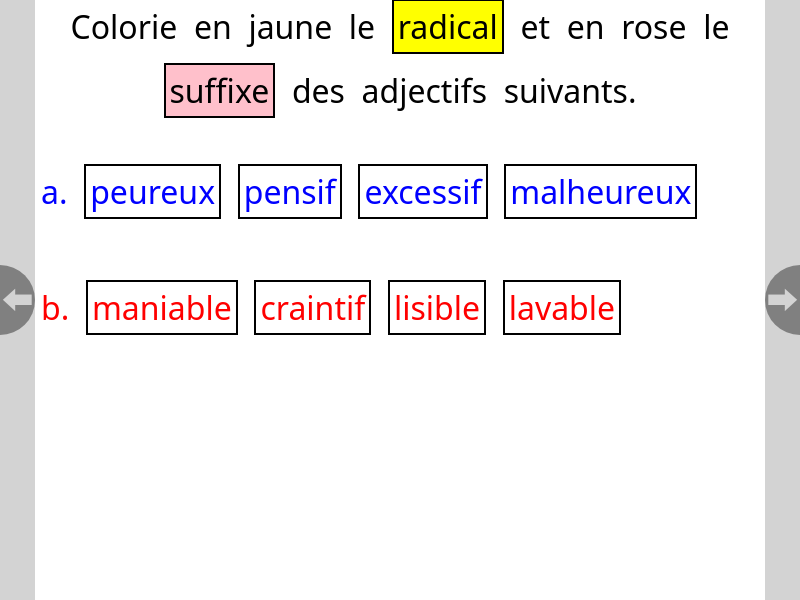 Colorie en jaune le radical et en rose le
suffixe des adjectifs suivants.
a. peureux pensif excessif malheureux
b. maniable craintif lisible lavable